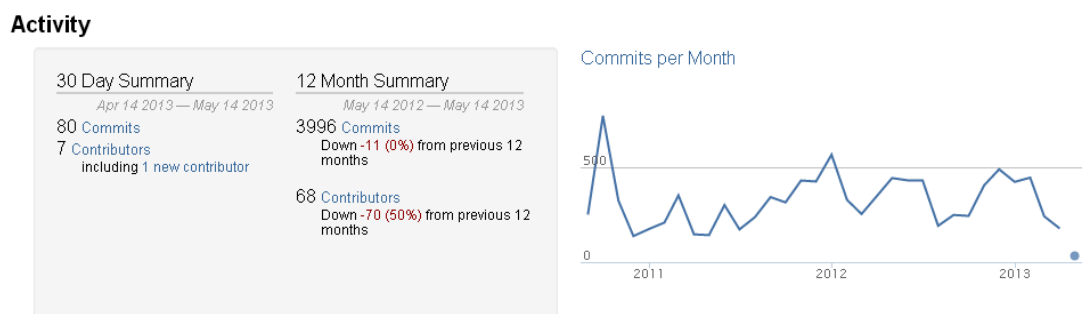 Activity
30 Day Summary
Apr 14 2013 — May 14 2013
80 Commits
7 Contributors
including 1 new contributor
12 Month Summary
May 14 2012 — May 14 2013
3996 Commits
Down -11 (0%) from previous 12
months
68 Contributors
Down -70 (50%) from previous 12
months
Commits per Month
500
0
2011
2012
2013